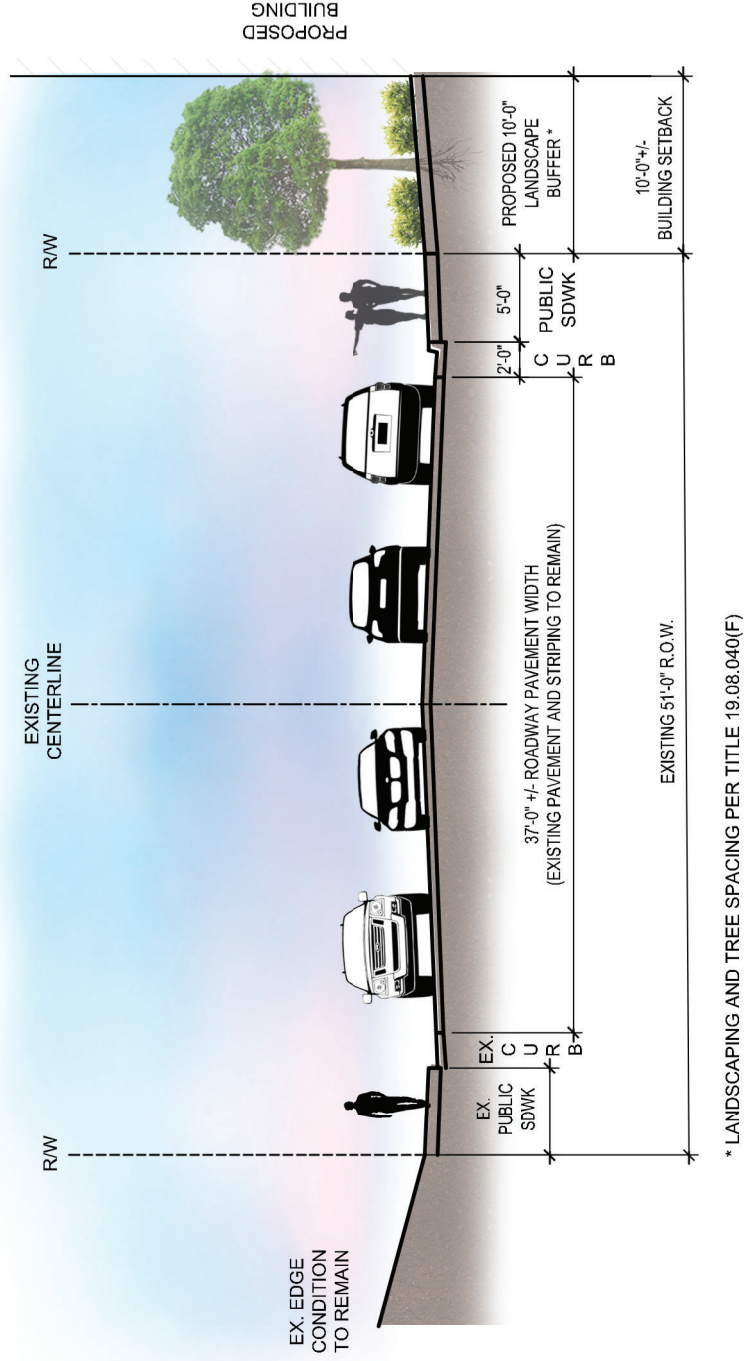 EXISTING
CENTERLINE
R/W
R/W
PROPOSED
BUILDING
EX. EDGE
CONDITION
TO REMAIN
EX.
PUBLIC
SDWK
EX.
C
U
R
B
37'-0" +/- ROADWAY PAVEMENT WIDTH
(EXISTING PAVEMENT AND STRIPING TO REMAIN)
2'-0"
C
U
R
B
5'-0"
PUBLIC
SDWK
PROPOSED 10'-0"
LANDSCAPE
BUFFER *
EXISTING 51'-0" R.O.W.
10'-0"+/-
BUILDING SETBACK
* LANDSCAPING AND TREE SPACING PER TITLE 19.08.040(F)